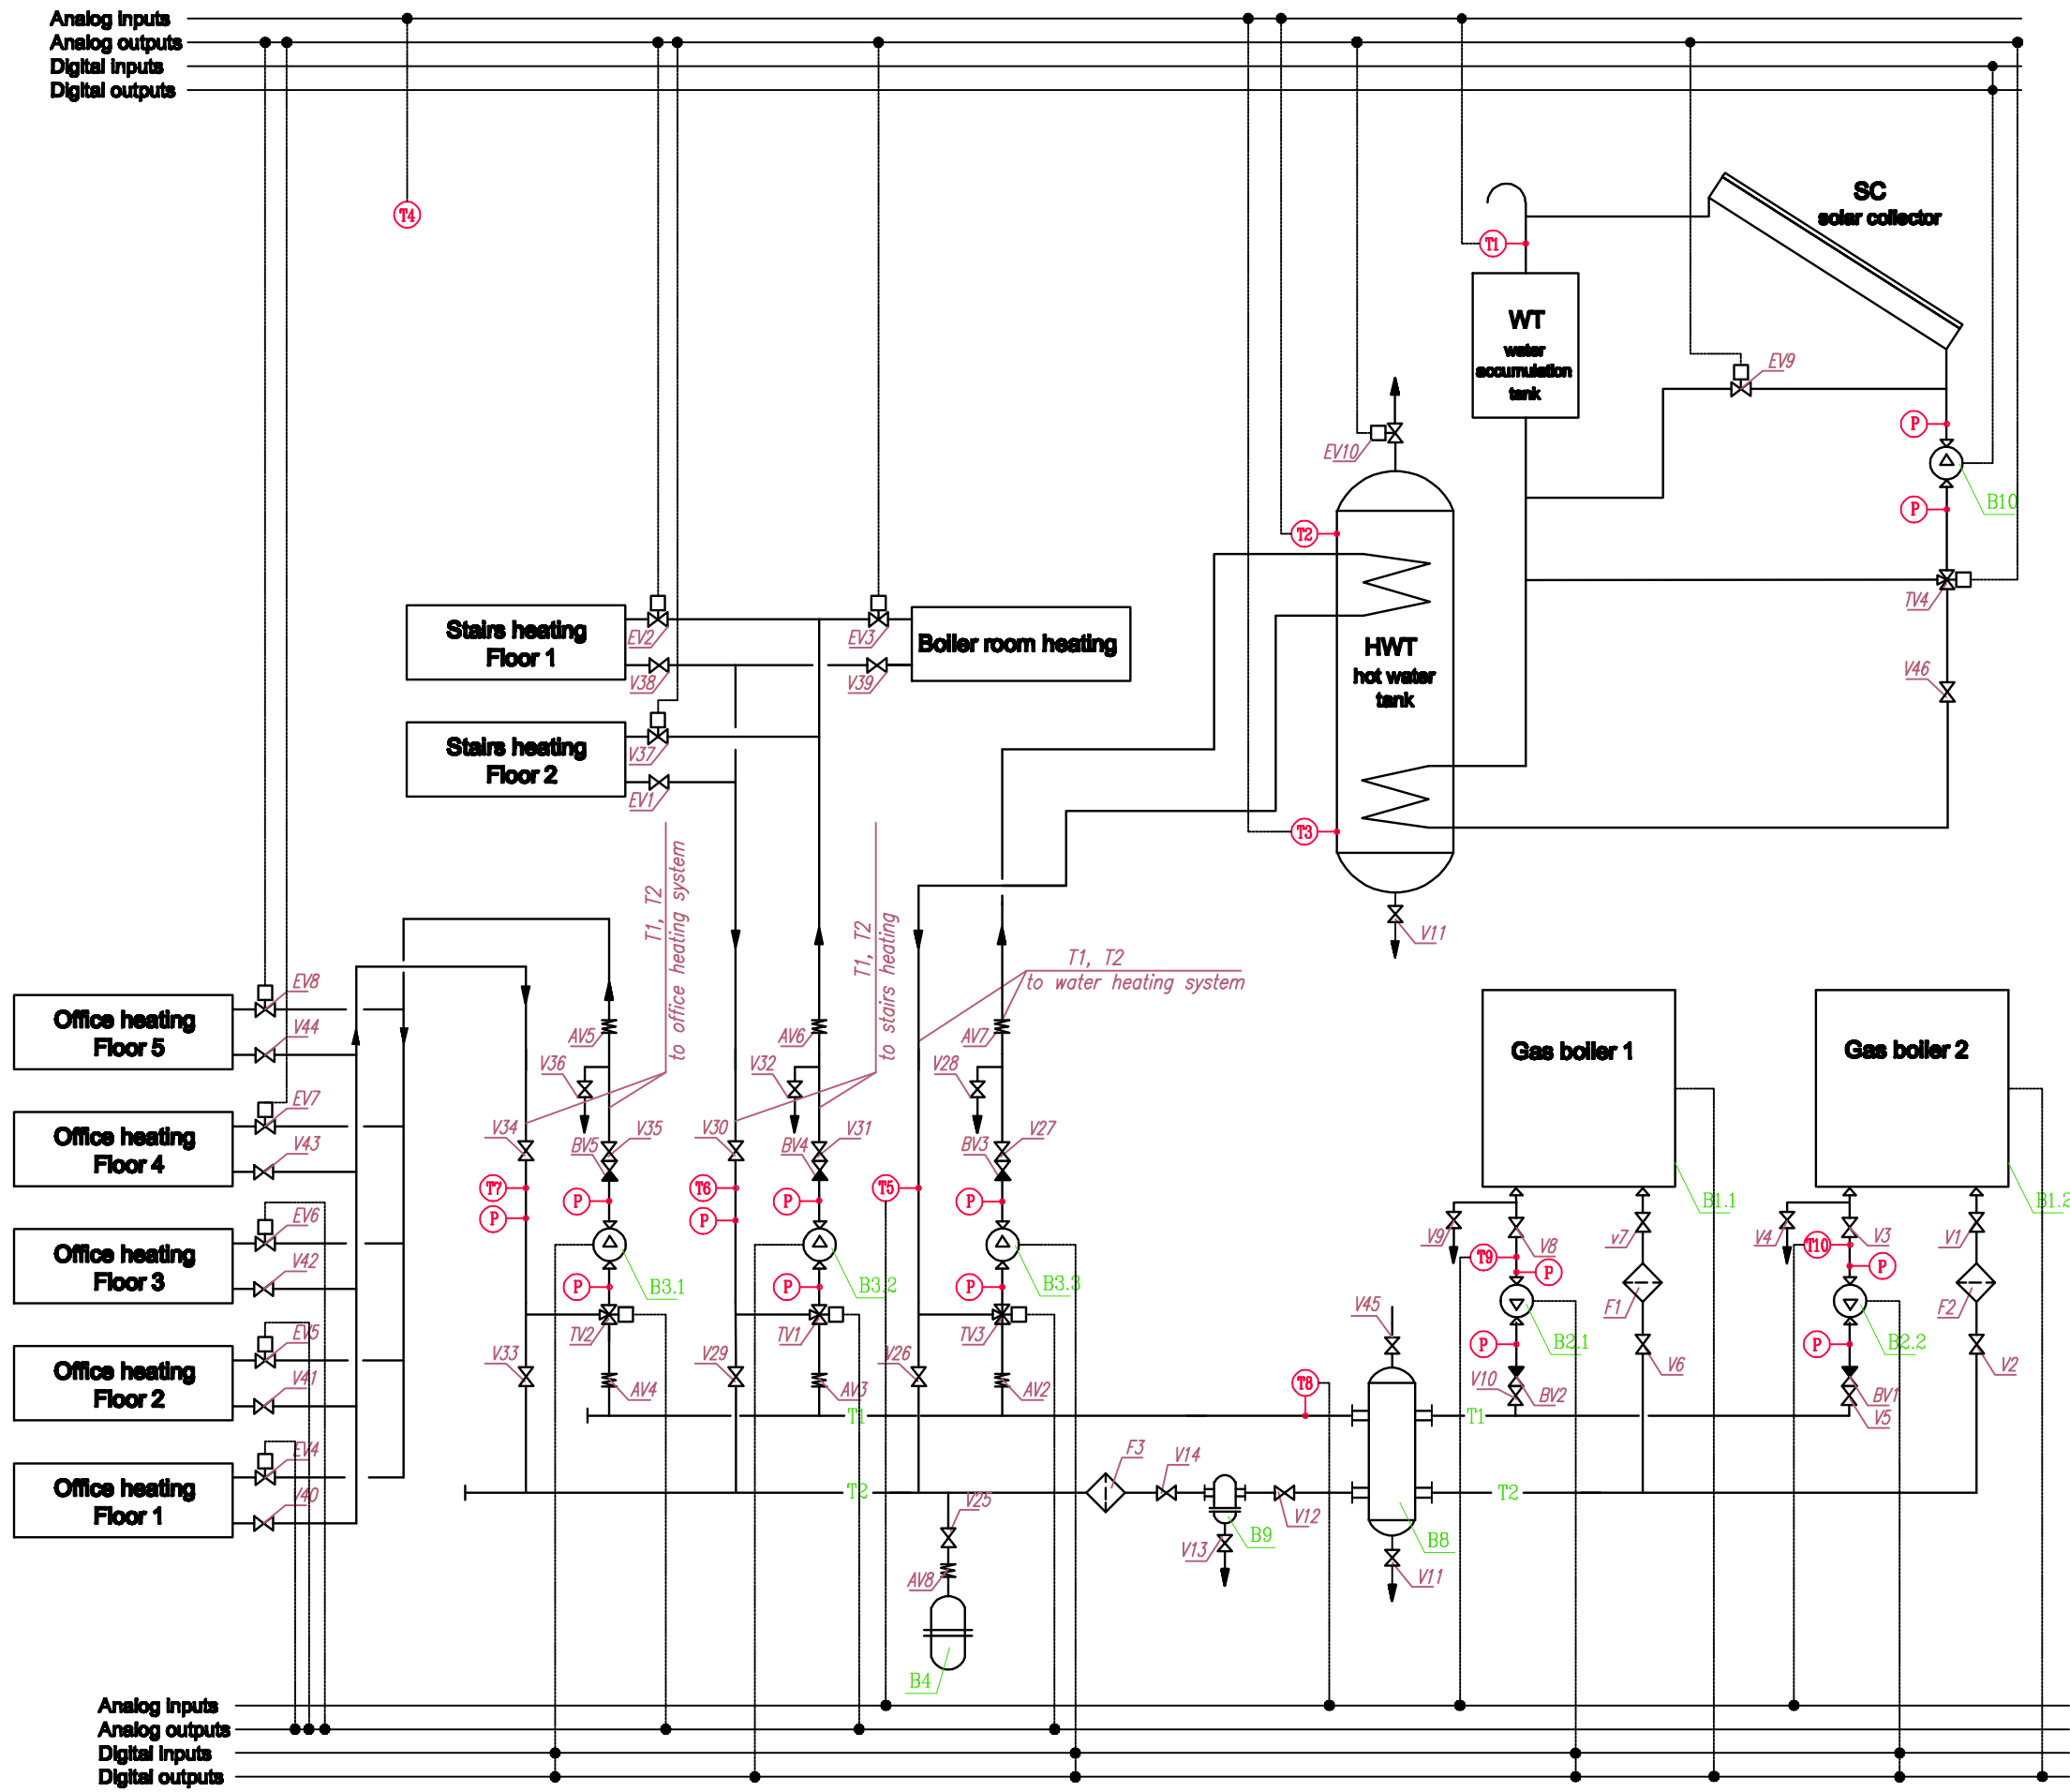 Analog inputs
Analog outputs
Digital inputs
Digital outputs
T4
SC
solar collector
T1
WT
water
accumulation
tank
EV9
P
EV10
B10
P
T2
TV4
Stairs heating
Floor 1
EV2
EV3
Boiler room heating
HWT
hot water
tank
V38
V39
V46
Stairs heating
Floor 2
V37
EV1
T3
T1, T2
to office heating system
T1, T2
to stairs heating
V11
T1, T2
to water heating system
EV8
Office heating
Floor 5
V44
AV5
AV6
AV7
Gas boiler 1
Gas boiler 2
V36
V32
V28
EV7
Office heating
Floor 4
V43
V34
BV5
V35
V30
BV4
V31
BV3
V27
T7
T6
T5
P
P
P
P
P
B1.1
B1.2
EV6
Office heating
Floor 3
V42
V9
V8
v7
V4
V3
V1
T9
P
T10
P
P
B3.1
P
B3.2
P
B3.3
F1
F2
EV5
Office heating
Floor 2
V41
TV2
TV1
TV3
V45
P
B2.1
P
B2.2
V33
V29
V26
V6
V2
AV4
AV3
AV2
T8
V10
BV2
BV1
V5
T1
T1
EV4
Office heating
Floor 1
V40
F3
V14
T2
T2
V25
V12
V13
B9
B8
AV8
V11
B4
Analog inputs
Analog outputs
Digital inputs
Digital outputs